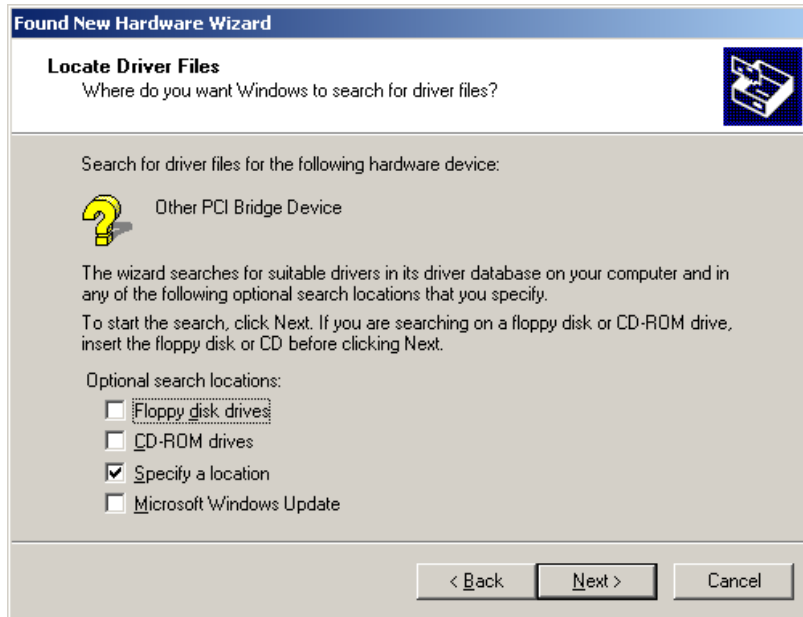 Found New Hardware Wizard
Locate Driver Files
Where do you want Windows to search for driver files?
Search for driver files for the following hardware device:
Other PCI Bridge Device
The wizard searches for suitable drivers in its driver database on your computer and in
any of the following optional search locations that you specify.
To start the search, click Next. If you are searching on a floppy disk or CD-ROM drive,
insert the floppy disk or CD before clicking Next.
Optional search locations:
Floppy disk drives
CD-ROM drives
Specify a location
Microsoft Windows Update
< Back Next > Cancel